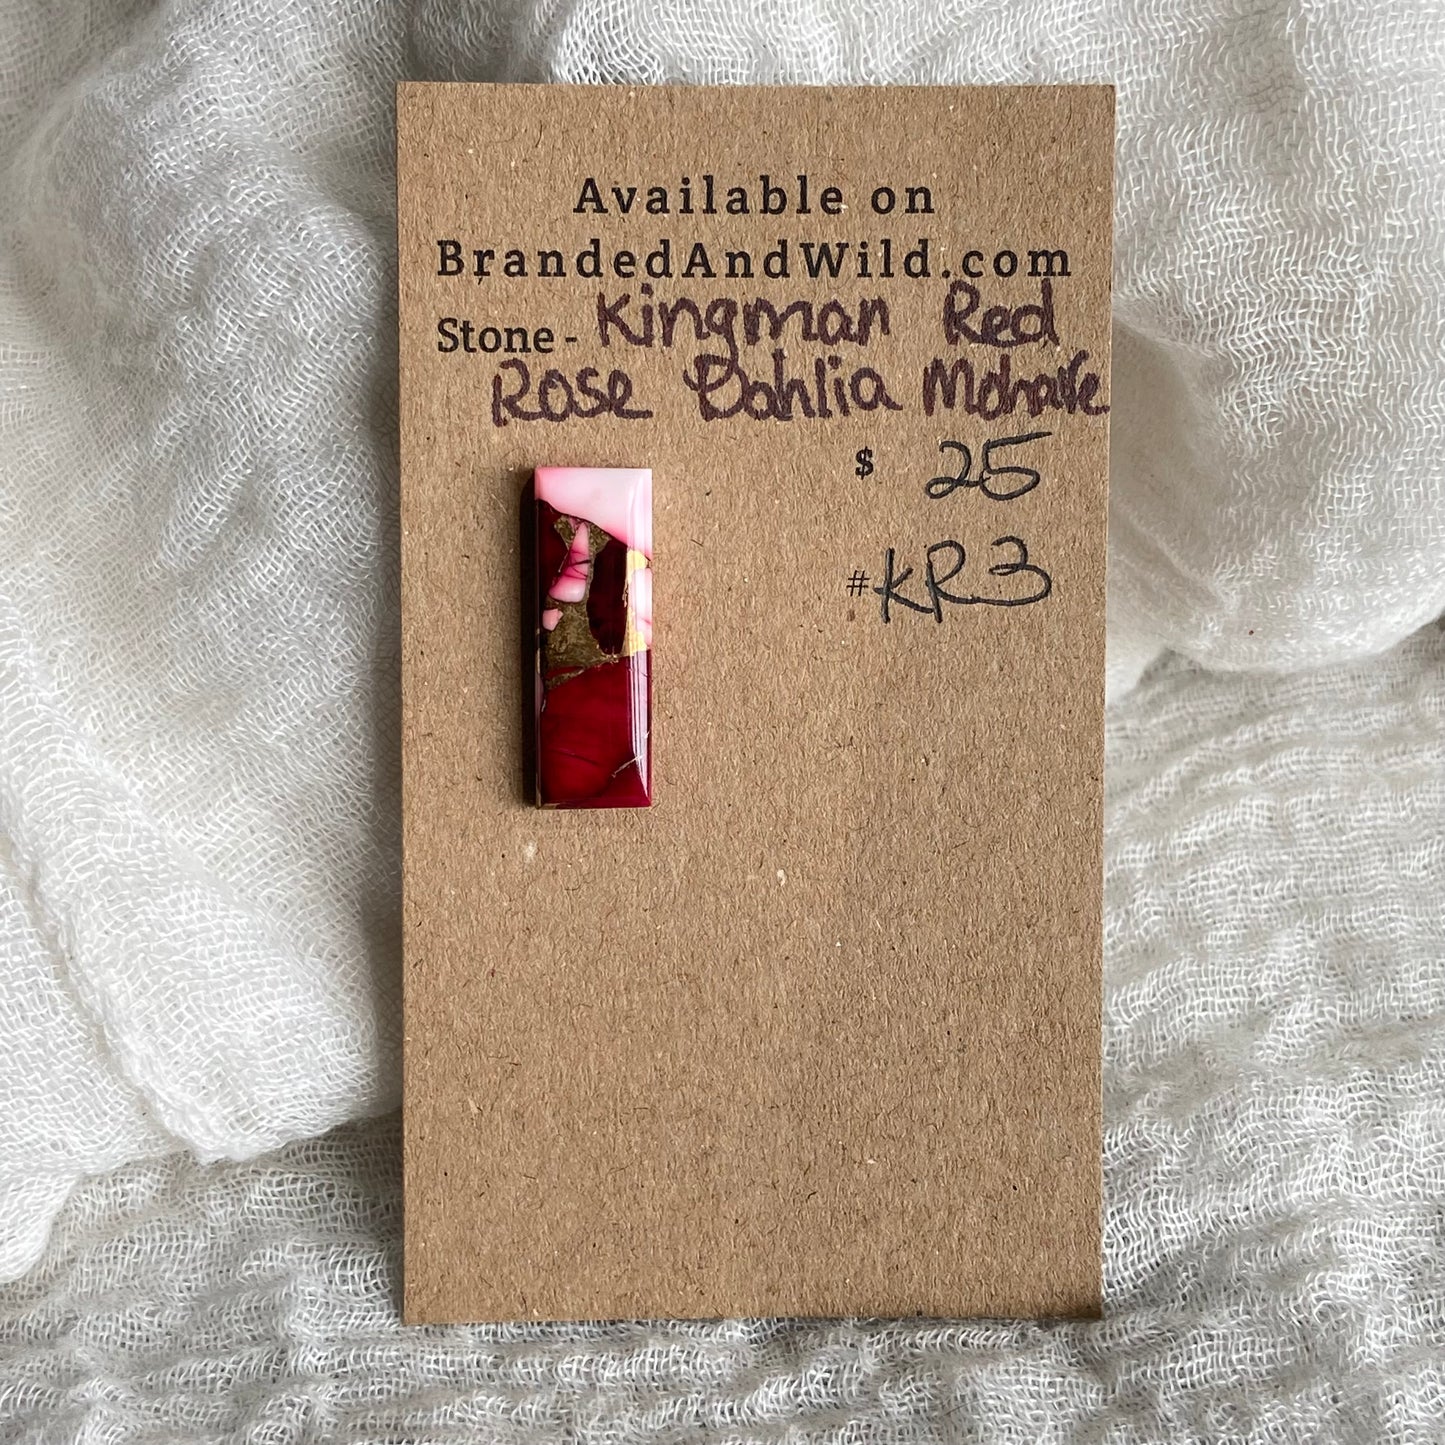 Available on
BrandedAndWild.com
Stone - Kingman Red
Rose Dahlia Mohave
$ 25
#KR3